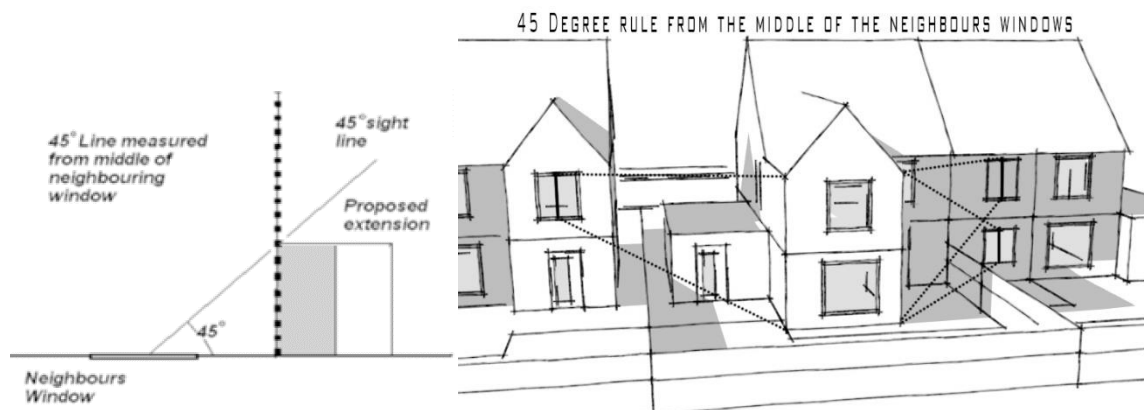 45 DEGREE RULE FROM THE MIDDLE OF THE NEIGHBOURS WINDOWS
45° Line measured
from middle of
neighbouring
window
45° sight
line
Proposed
extension
45°
Neighbours
Window